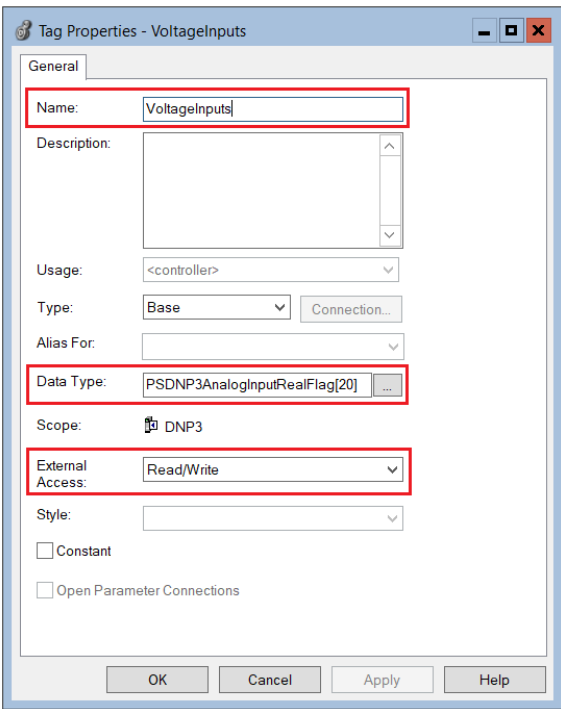 Tag Properties - VoltageInputs
General
Name: VoltageInputs
Description:
Usage: <controller>
Type: Base Connection...
Alias For:
Data Type: PSDNP3AnalogInputRealFlag[20] ...
Scope: DNP3
External
Access: Read/Write
Style:
Constant
Open Parameter Connections
OK Cancel Apply Help